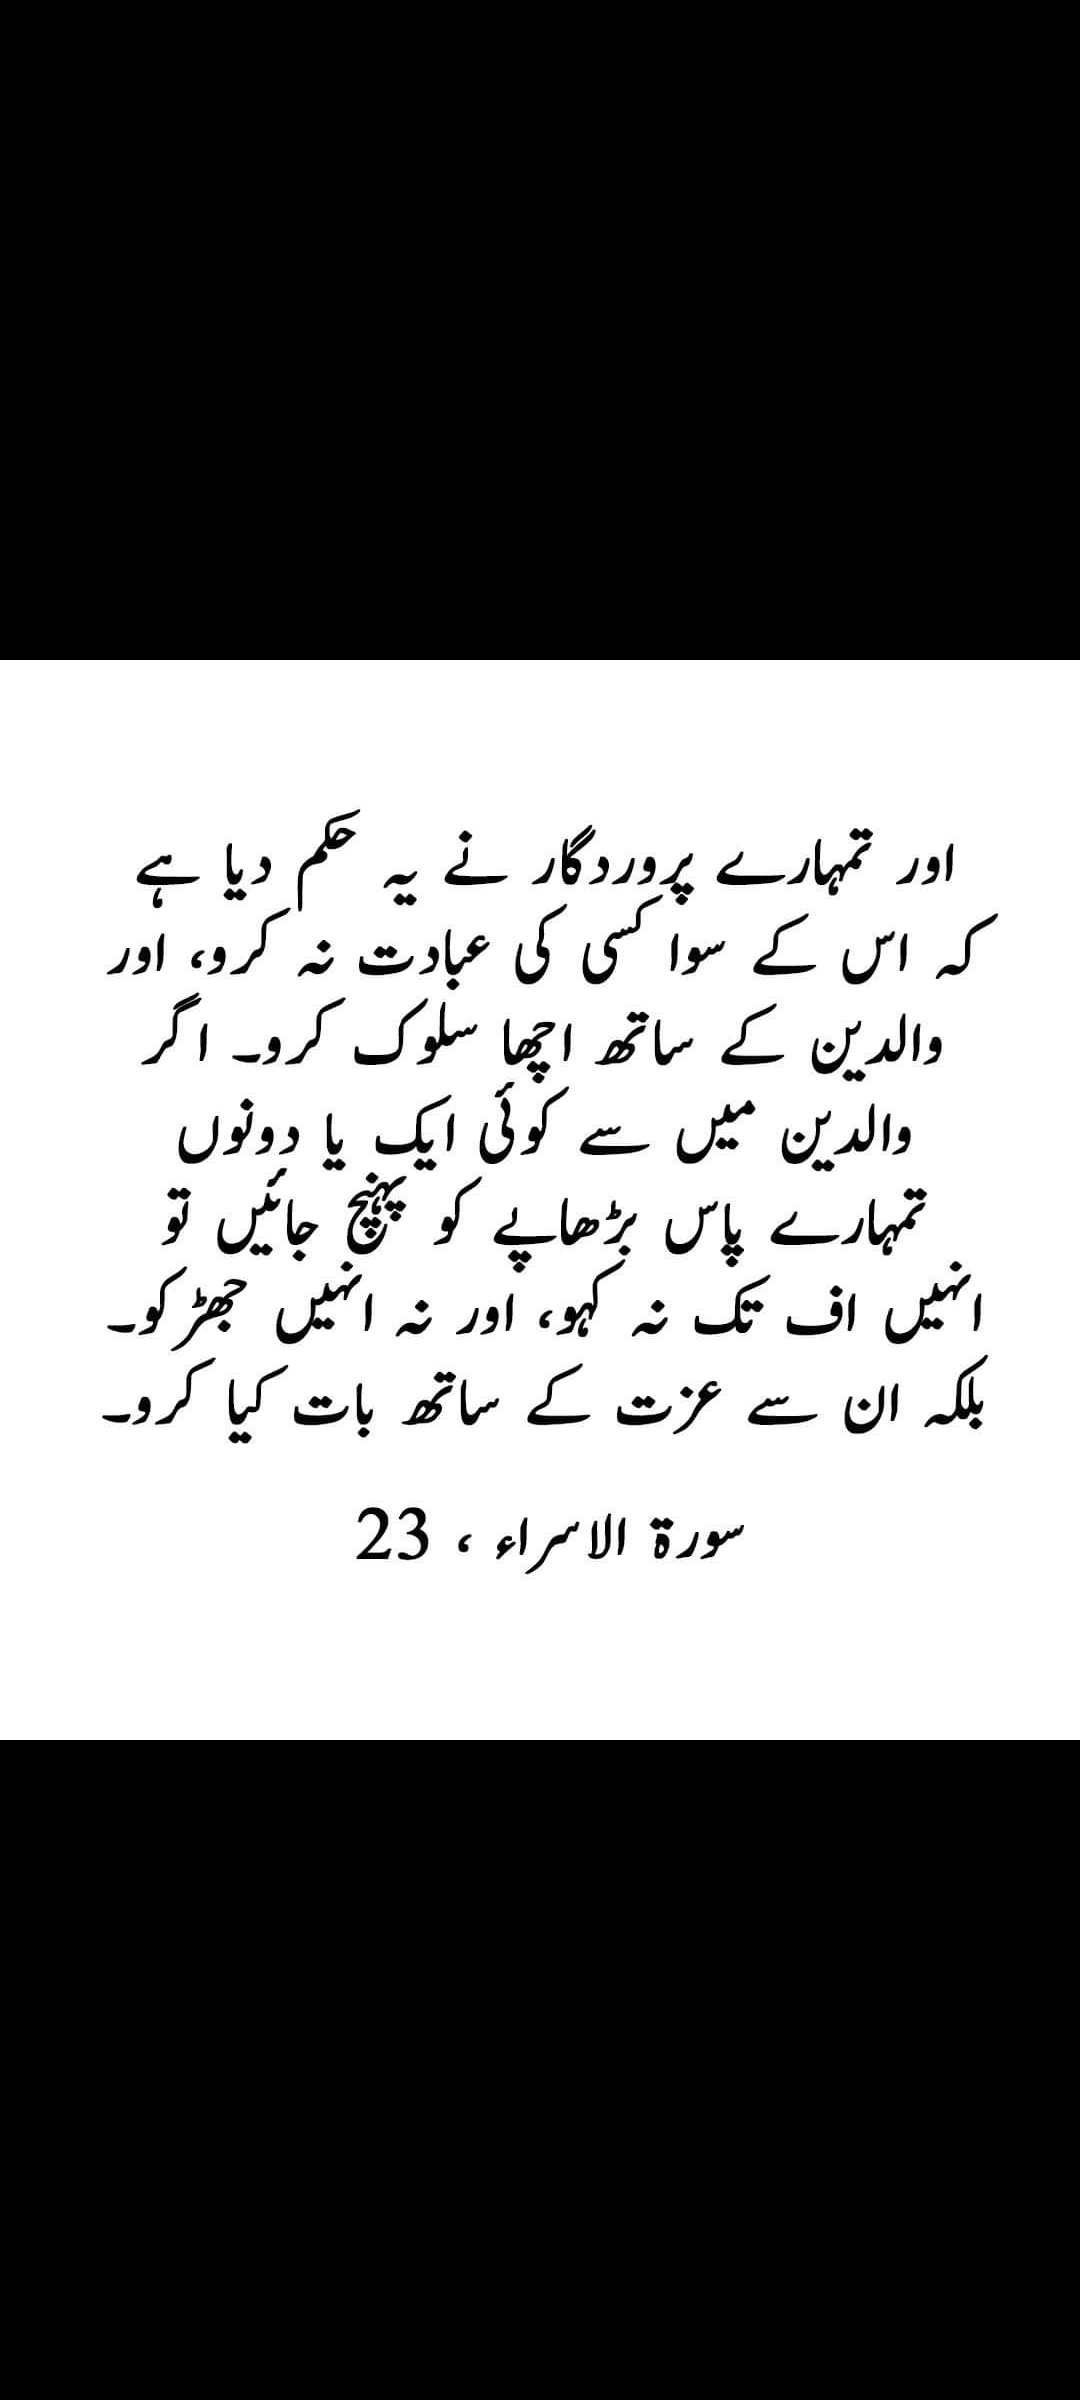 اور تمہارے پروردگار نے یہ حکم دیا ہے
کہ اس کے سوا کسی کی عبادت نہ کرو، اور
والدین کے ساتھ اچھا سلوک کرو۔ اگر
والدین میں سے کوئی ایک یا دونوں
تمہارے پاس بڑھاپے کو پہنچ جائیں تو
انہیں اف تک نہ کہو، اور نہ انہیں جھڑکو۔
بلکہ ان سے عزت کے ساتھ بات کیا کرو۔
سورۃ الاسراء ، 23